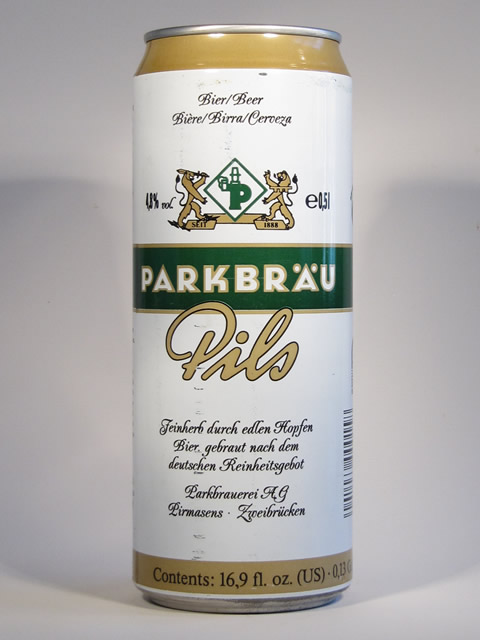 Bier/Beer
Bière/Birra/Cerveza
4,8% vol
P
e0,5l
SEIT 1888
PARKBRÄU
Pils
Feinherb durch edlen Hopfen
Bier, gebraut nach dem
deutschen Reinheitsgebot
Parkbrauerei AG
Pirmasens · Zweibrücken
Contents: 16,9 fl. oz. (US) · 0,13 G